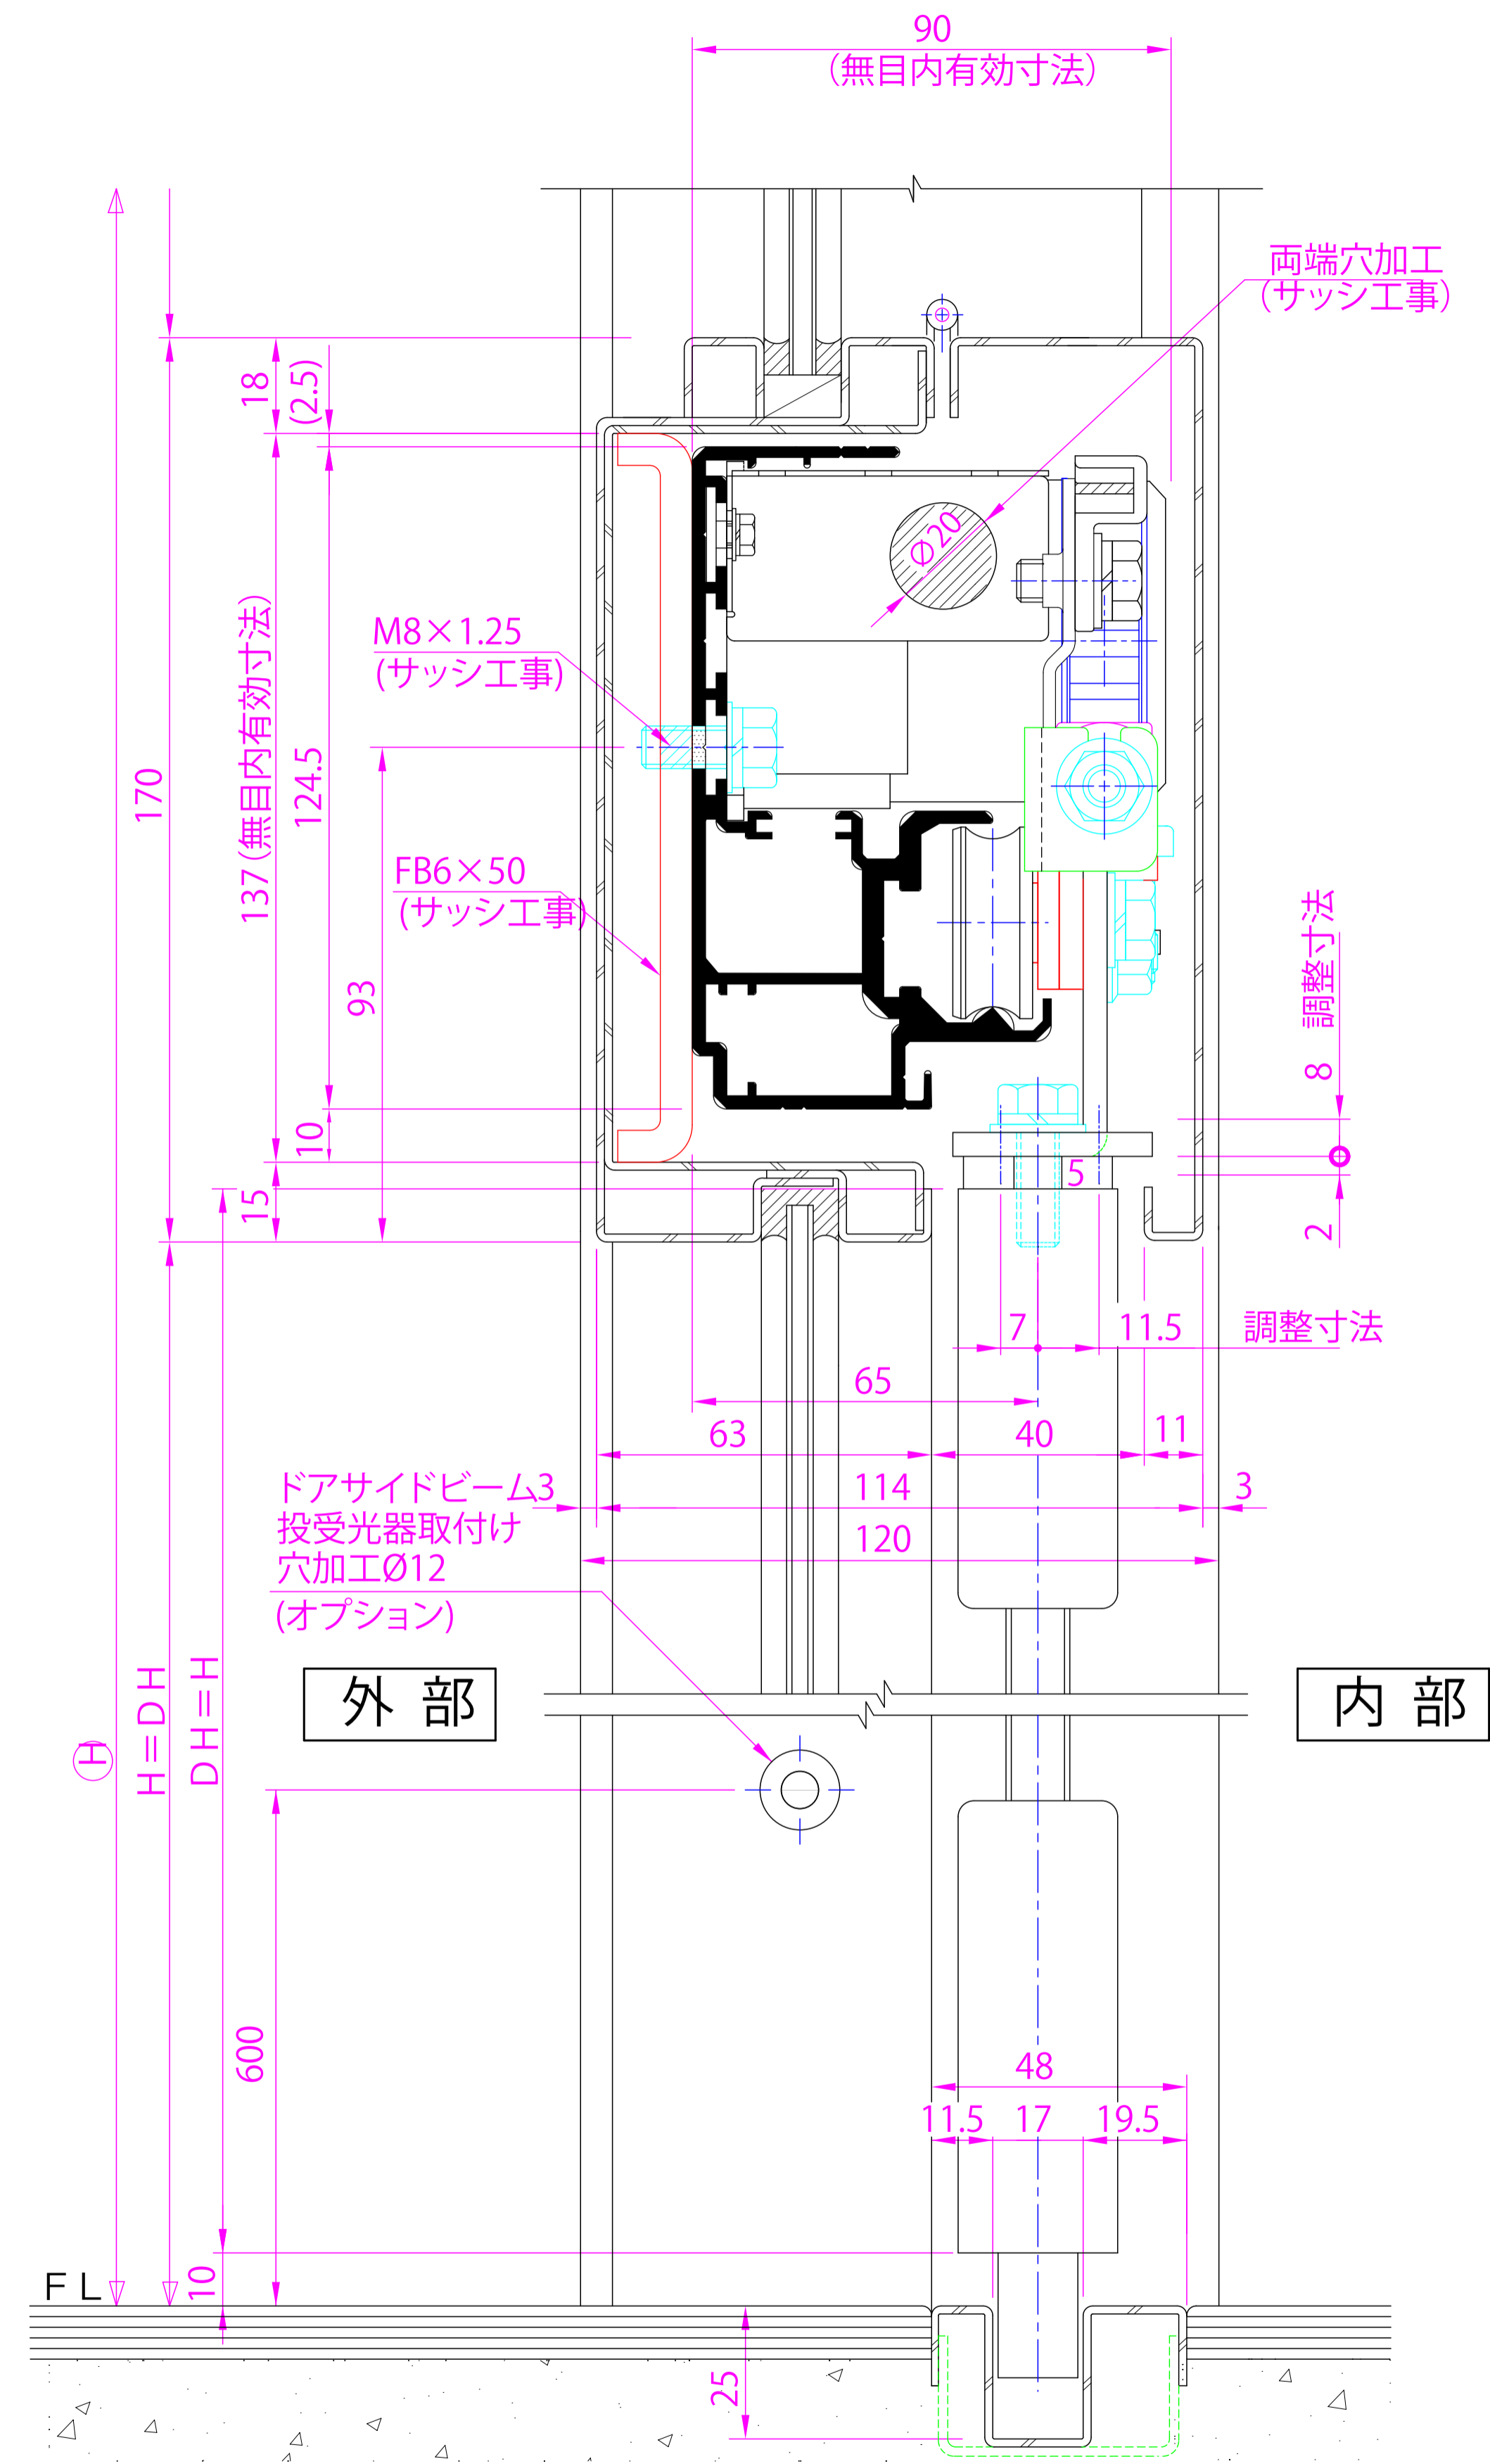 90
(無目内有効寸法)
両端穴加工
(サッシ工事)
18
(2.5)
Ø20
M8×1.25
(サッシ工事)
170
137(無目内有効寸法)
124.5
FB6×50
(サッシ工事)
93
8 調整寸法
10
15
5
2
7
11.5
調整寸法
65
63
40
11
114
3
120
ドアサイドビーム3
投受光器取付け
穴加工Ø12
(オプション)
外 部
内 部
H
H=DH
DH=H
600
48
11.5
17
19.5
10
FL
25